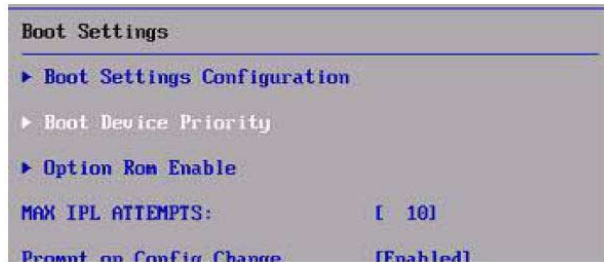 Boot Settings
▶ Boot Settings Configuration
▶ Boot Device Priority
▶ Option Rom Enable
MAX IPL ATTEMPTS: [ 10]
Prompt on Config Change [Enabled]